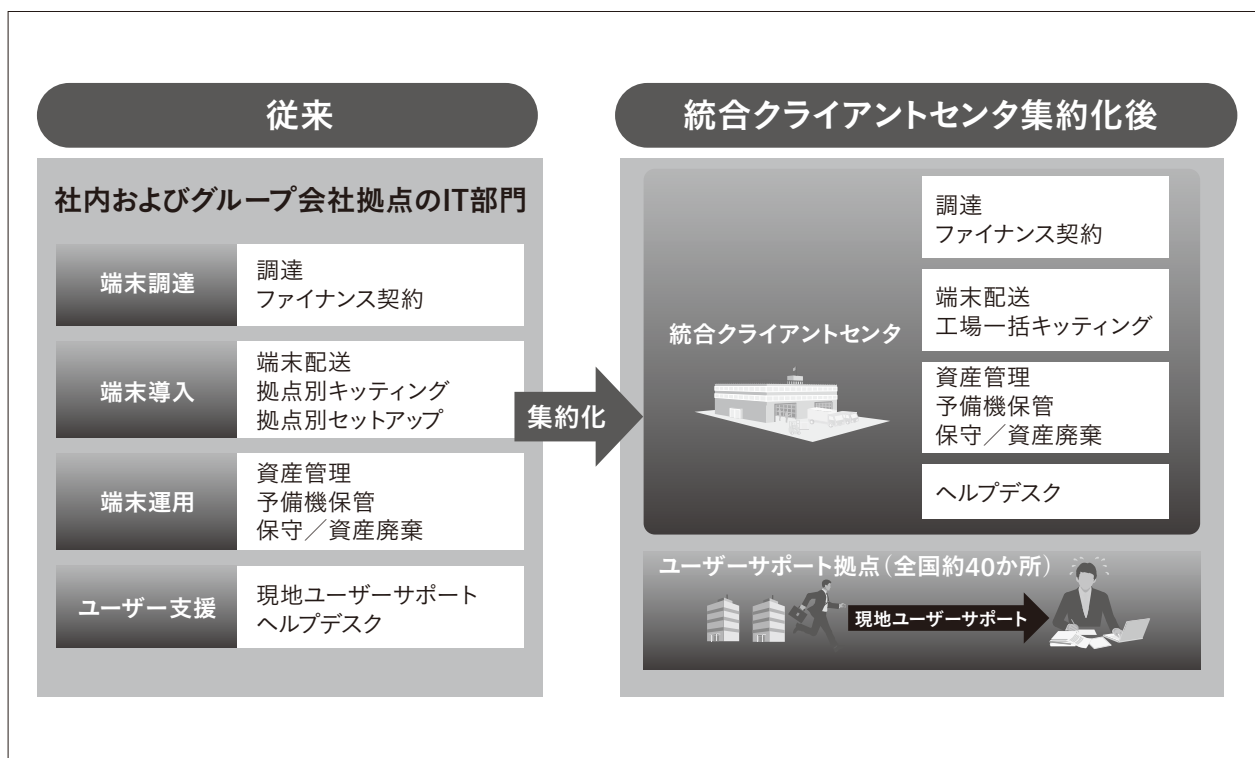 従来
社内およびグループ会社拠点のIT部門
端末調達
調達
ファイナンス契約
端末導入
端末配送
拠点別キッティング
拠点別セットアップ
端末運用
資産管理
予備機保管
保守／資産廃棄
ユーザー支援
現地ユーザーサポート
ヘルプデスク
集約化
統合クライアントセンタ集約化後
統合クライアントセンタ
調達
ファイナンス契約
端末配送
工場一括キッティング
資産管理
予備機保管
保守／資産廃棄
ヘルプデスク
ユーザーサポート拠点（全国約40か所）
現地ユーザーサポート